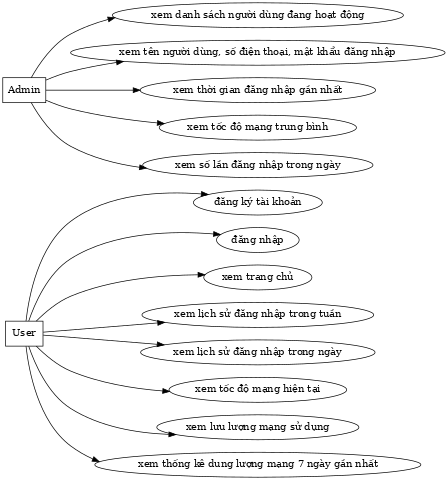 xem danh sách người dùng đang hoạt động
xem tên người dùng, số điện thoại, mật khẩu đăng nhập
Admin
xem thời gian đăng nhập gần nhất
xem tốc độ mạng trung bình
xem số lần đăng nhập trong ngày
đăng ký tài khoản
đăng nhập
xem trang chủ
xem lịch sử đăng nhập trong tuần
User
xem lịch sử đăng nhập trong ngày
xem tốc độ mạng hiện tại
xem lưu lượng mạng sử dụng
xem thống kê dung lượng mạng 7 ngày gần nhất